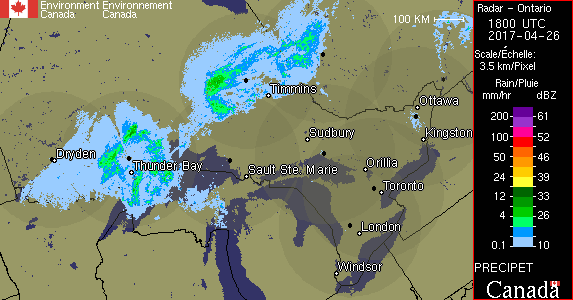 Environment Environnement
Canada Canada
Radar - Ontario
1800 UTC
2017-04-26
100 KM
Scale/Échelle:
3.5 km/Pixel
Rain/Pluie
mm/hr dBZ
200 61
100 52
50 46
24 39
12 33
4 26
0.1 10
Timmins
Ottawa
Sudbury
Kingston
Dryden
Thunder Bay
Sault Ste. Marie
Orillia
Toronto
London
Windsor
PRECIPET
Canada